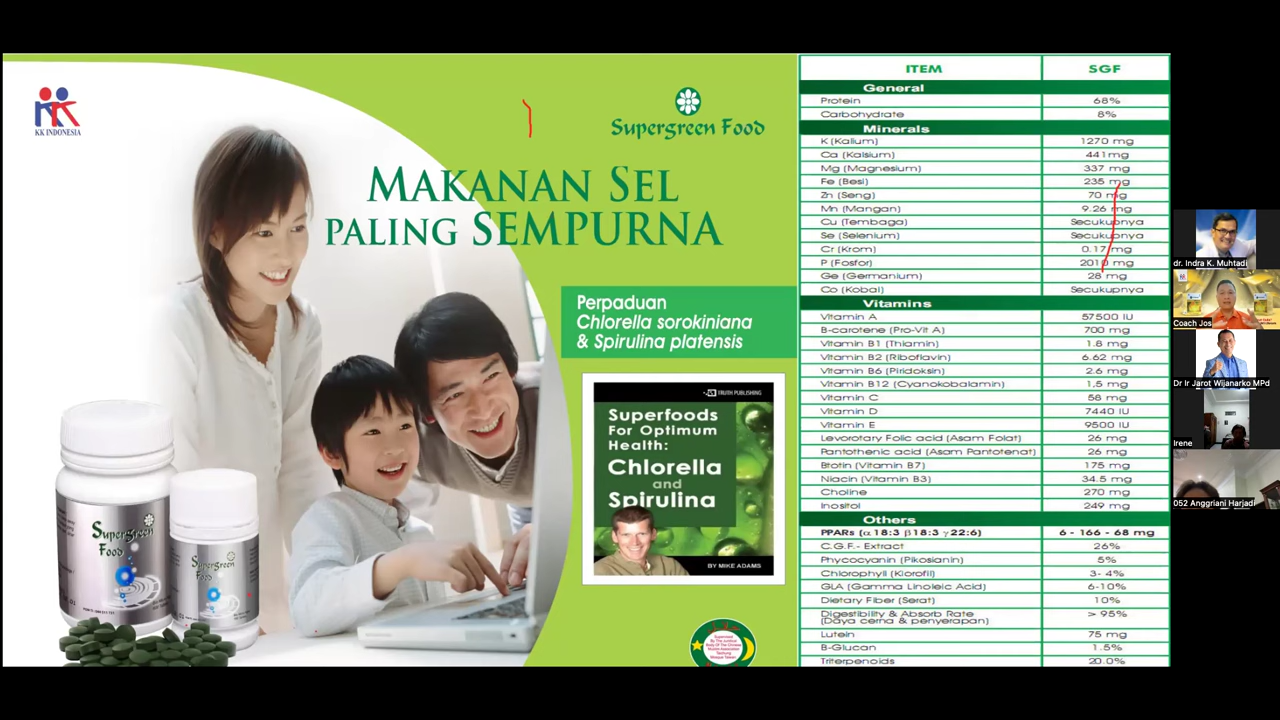 KK INDONESIA
Supergreen Food
MAKANAN SEL
PALING SEMPURNA
Perpaduan
Chlorella sorokiniana
& Spirulina platensis
TRUTH PUBLISHING
Superfoods
For Optimum
Health:
Chlorella
and
Spirulina
BY MIKE ADAMS
Supergreen
Food
Supergreen
Food
ITEM SGF
General
Protein 68%
Carbohydrate 8%
Minerals
K (Kalium) 1270 mg
Ca (Kalsium) 441mg
Mg (Magnesium) 337 mg
Fe (Besi) 235 mg
Zn (Seng) 70 mg
Mn (Mangan) 9.26 mg
Cu (Tembaga) Secukupnya
Se (Selenium) Secukupnya
Cr (Krom) 0.17 mg
P (Fosfor) 2010 mg
Ge (Germanium) 28 mg
Co (Kobal) Secukupnya
Vitamins
Vitamin A 57500 IU
B-carotene (Pro-Vit A) 700 mg
Vitamin B1 (Thiamin) 1.8 mg
Vitamin B2 (Riboflavin) 6.62 mg
Vitamin B6 (Piridoksin) 2.6 mg
Vitamin B12 (Cyanokobalamin) 1,5 mg
Vitamin C 58 mg
Vitamin D 7440 IU
Vitamin E 9500 IU
Levorotary Folic acid (Asam Folat) 26 mg
Pantothenic acid (Asam Pantotenat) 26 mg
Biotin (Vitamin B7) 175 mg
Niacin (Vitamin B3) 34.5 mg
Choline 270 mg
Inositol 249 mg
Others
PPARs (α18:3 β18:3 γ22:6) 6 - 166 - 68 mg
C.G.F.- Extract 26%
Phycocyanin (Pikosianin) 5%
Chlorophyll (Klorofil) 3- 4%
GLA (Gamma Linoleic Acid) 6-10%
Dietary Fiber (Serat) 10%
Digestibility & Absorb Rate > 95%
(Daya cerna & penyerapan)
Lutein 75 mg
B-Glucan 1.5%
Triterpenoids 20.0%
dr. Indra K. Muhtadi
Coach Jos
Dr Ir Jarot Wijanarko MPd
Irene
052 Anggriani Harjadi